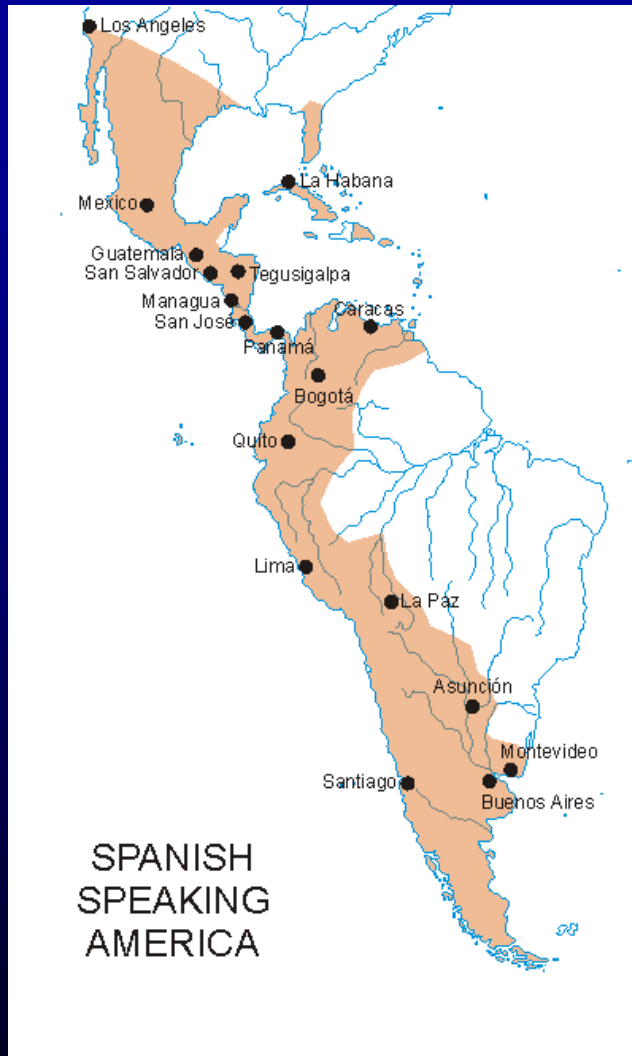 Los Angeles
La Habana
Mexico
Guatemala
San Salvador
Tegusigalpa
Managua
San José
Panamá
Caracas
Bogotá
Quito
Lima
La Paz
Asunción
Montevideo
Santiago
Buenos Aires
SPANISH
SPEAKING
AMERICA